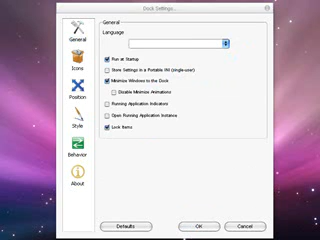 Dock Settings...
General
General
Language
Icons
Run at Startup
Store Settings in a Portable INI (single-user)
Position
Minimize Windows to the Dock
Disable Minimize Animations
Running Application Indicators
Style
Open Running Application Instance
Lock Items
Behavior
About
Defaults
OK
Cancel